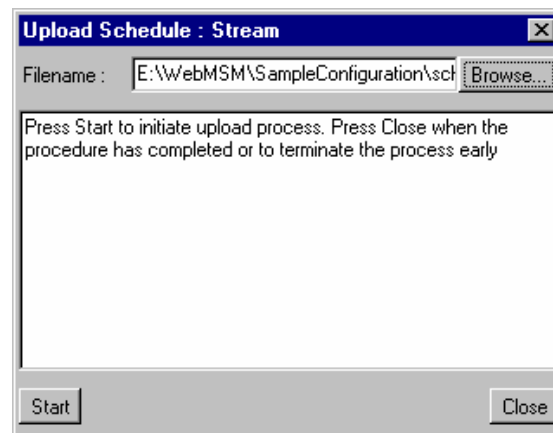 Upload Schedule : Stream
Filename : E:\WebMSM\SampleConfiguration\sch Browse...
Press Start to initiate upload process. Press Close when the
procedure has completed or to terminate the process early
Start Close